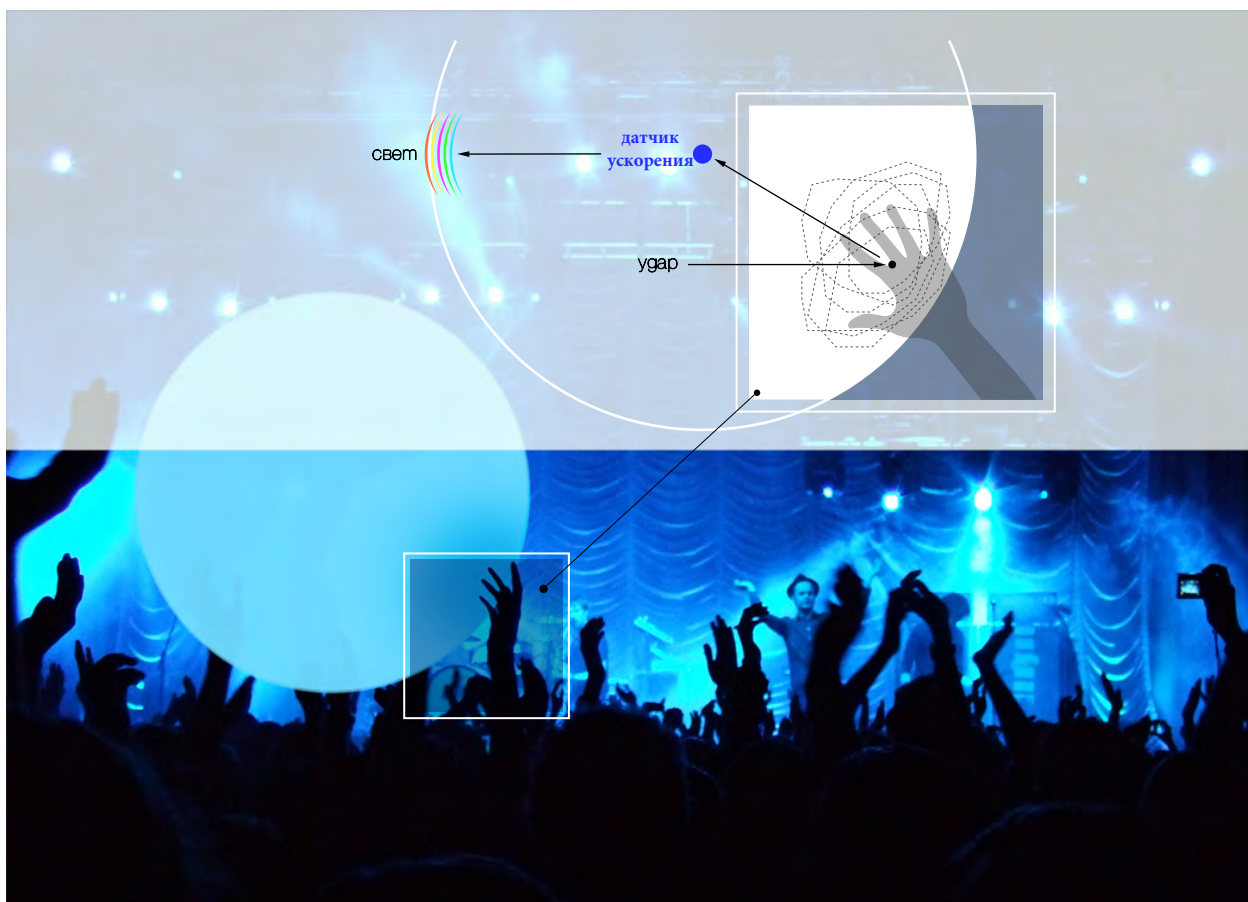 датчик
ускорения
свет
удар